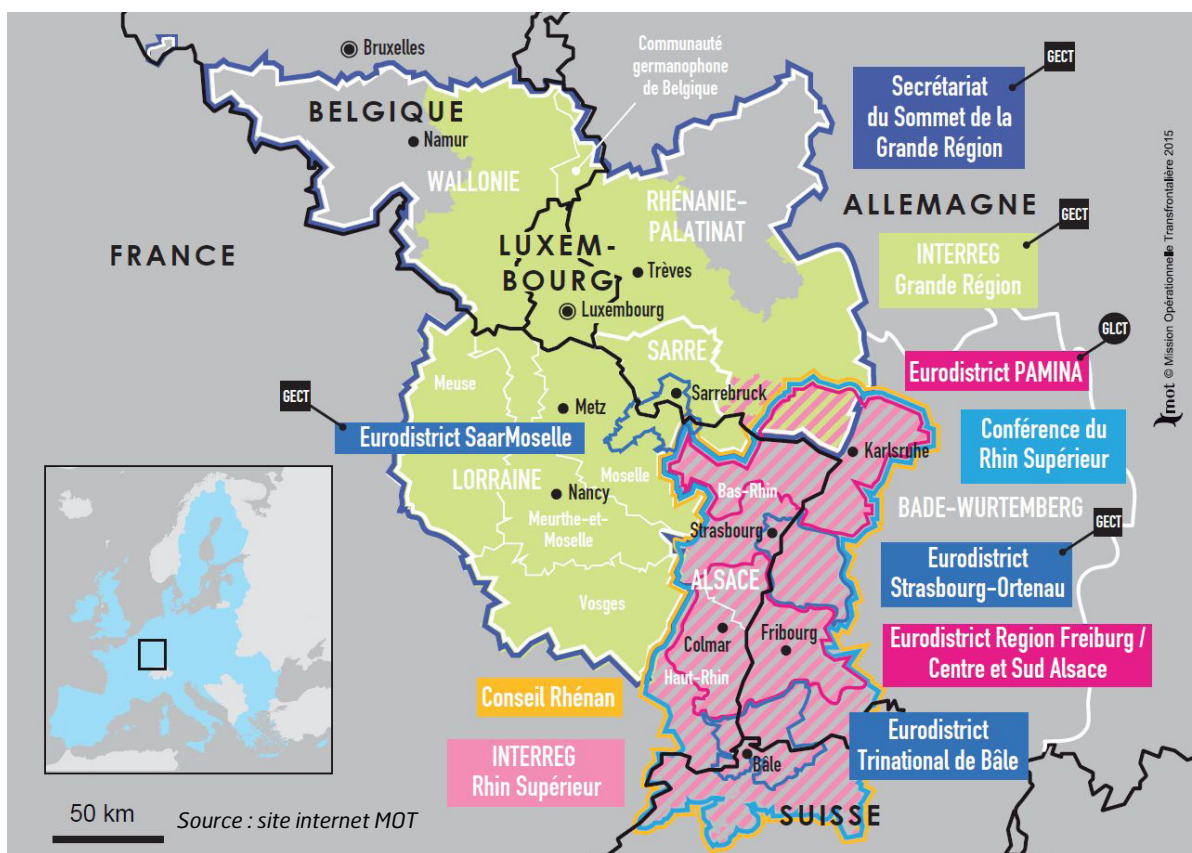 Bruxelles
Communauté
germanophone
de Belgique
GECT
Secrétariat
du Sommet de la
Grande Région
BELGIQUE
Namur
WALLONIE
RHÉNANIE-
PALATINAT
ALLEMAGNE
GECT
FRANCE
LUXEM-
BOURG
Trèves
INTERREG
Grande Région
Luxembourg
SARRE
GLCT
Eurodistrict PAMINA
Meuse
Sarrebruck
GECT
Metz
Eurodistrict SaarMoselle
Conférence du
Rhin Supérieur
Karlsruhe
LORRAINE
Moselle
Nancy
Bas-Rhin
BADE-WURTEMBERG
Meurthe-et-
Moselle
Strasbourg
GECT
Eurodistrict
Strasbourg-Ortenau
ALSACE
Vosges
Colmar
Fribourg
Eurodistrict Region Freiburg /
Centre et Sud Alsace
Haut-Rhin
Conseil Rhénan
Eurodistrict
Trinational de Bâle
INTERREG
Rhin Supérieur
Bâle
SUISSE
50 km
Source : site internet MOT
mot © Mission Opérationnelle Transfrontalière 2015